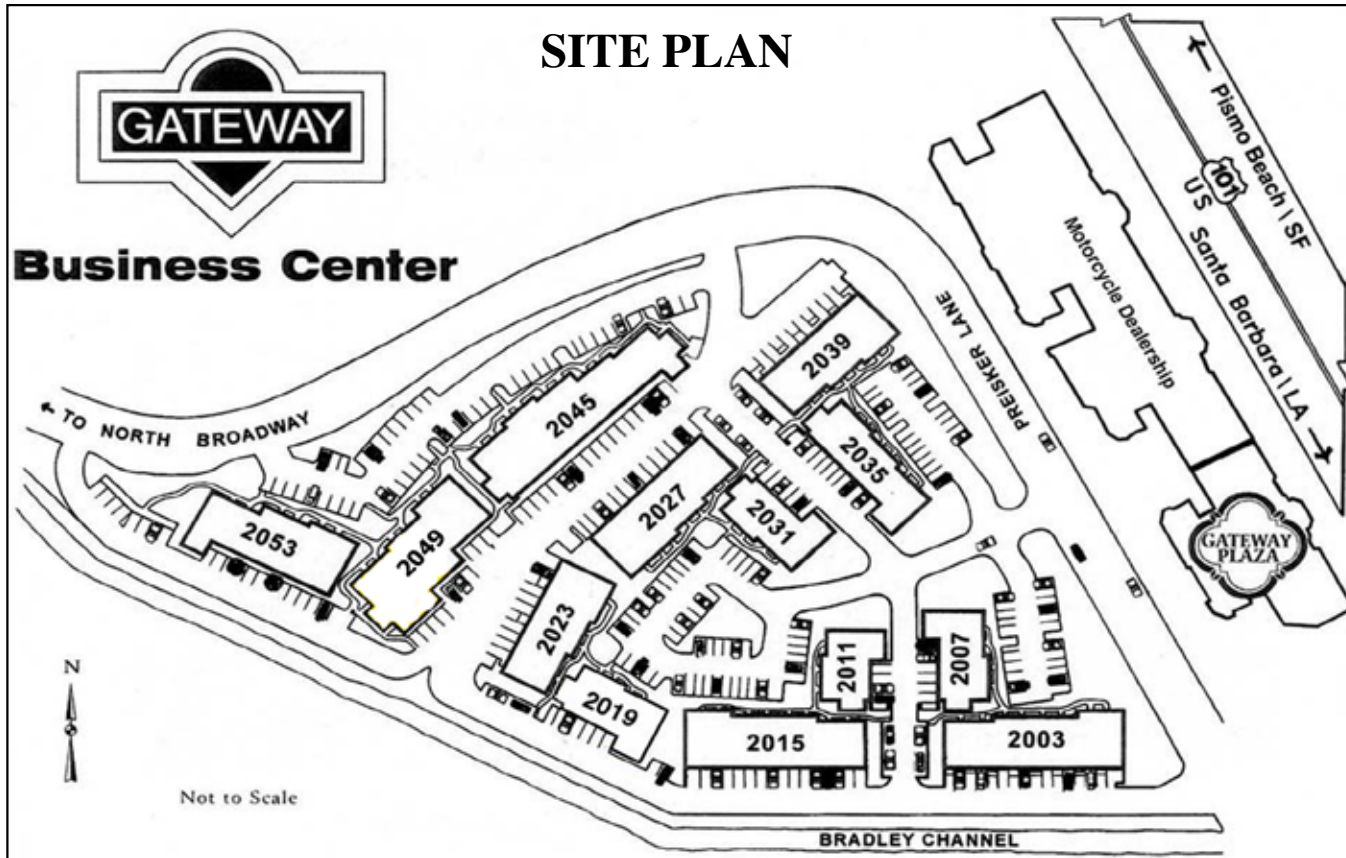 SITE PLAN
GATEWAY
Business Center
← Pismo Beach | SF
101
US
Santa Barbara | LA →
Motorcycle Dealership
PREISKER LANE
← TO NORTH BROADWAY
2039
2045
2035
2027
2031
2049
2053
GATEWAY
PLAZA
2023
2011
2007
2019
2015
2003
N
Not to Scale
BRADLEY CHANNEL